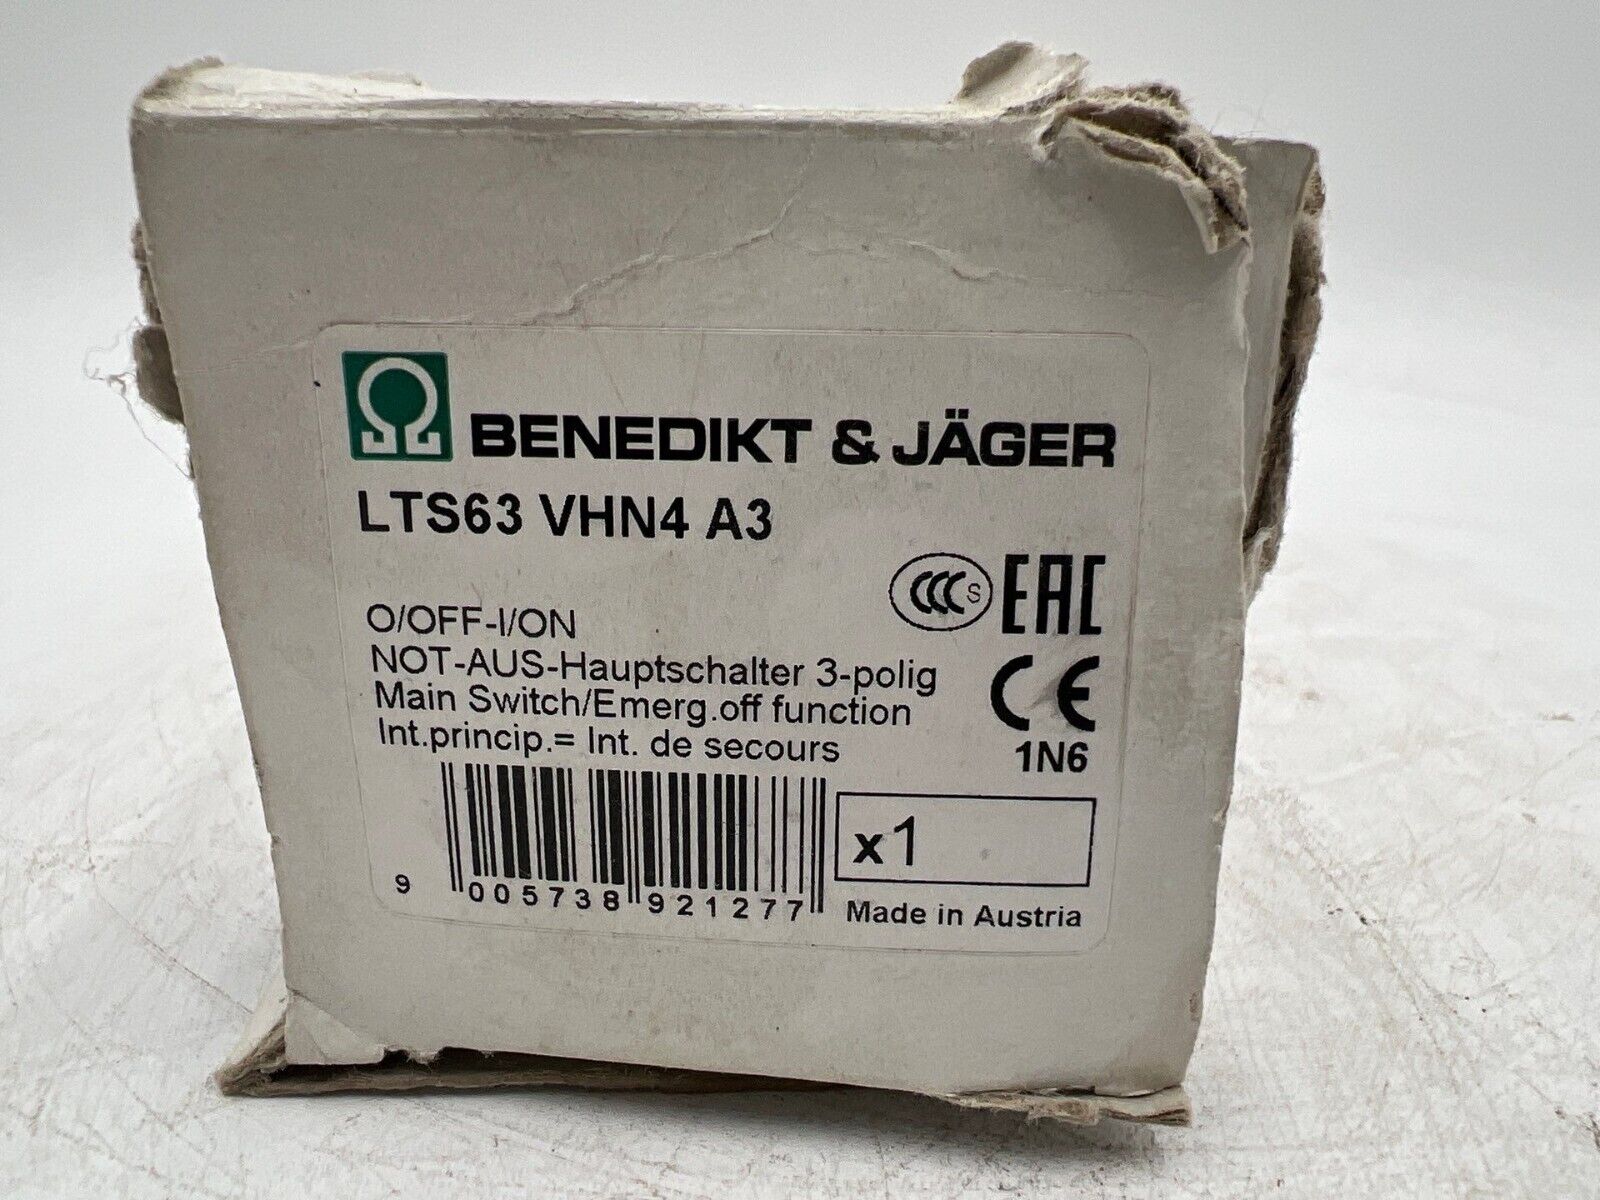 BENEDIKT & JÄGER
LTS63 VHN4 A3
CCC S EAC
O/OFF-I/ON
NOT-AUS-Hauptschalter 3-polig
Main Switch/Emerg.off function
Int.princip.= Int. de secours
CE
1N6
x1
9 005738 921277
Made in Austria